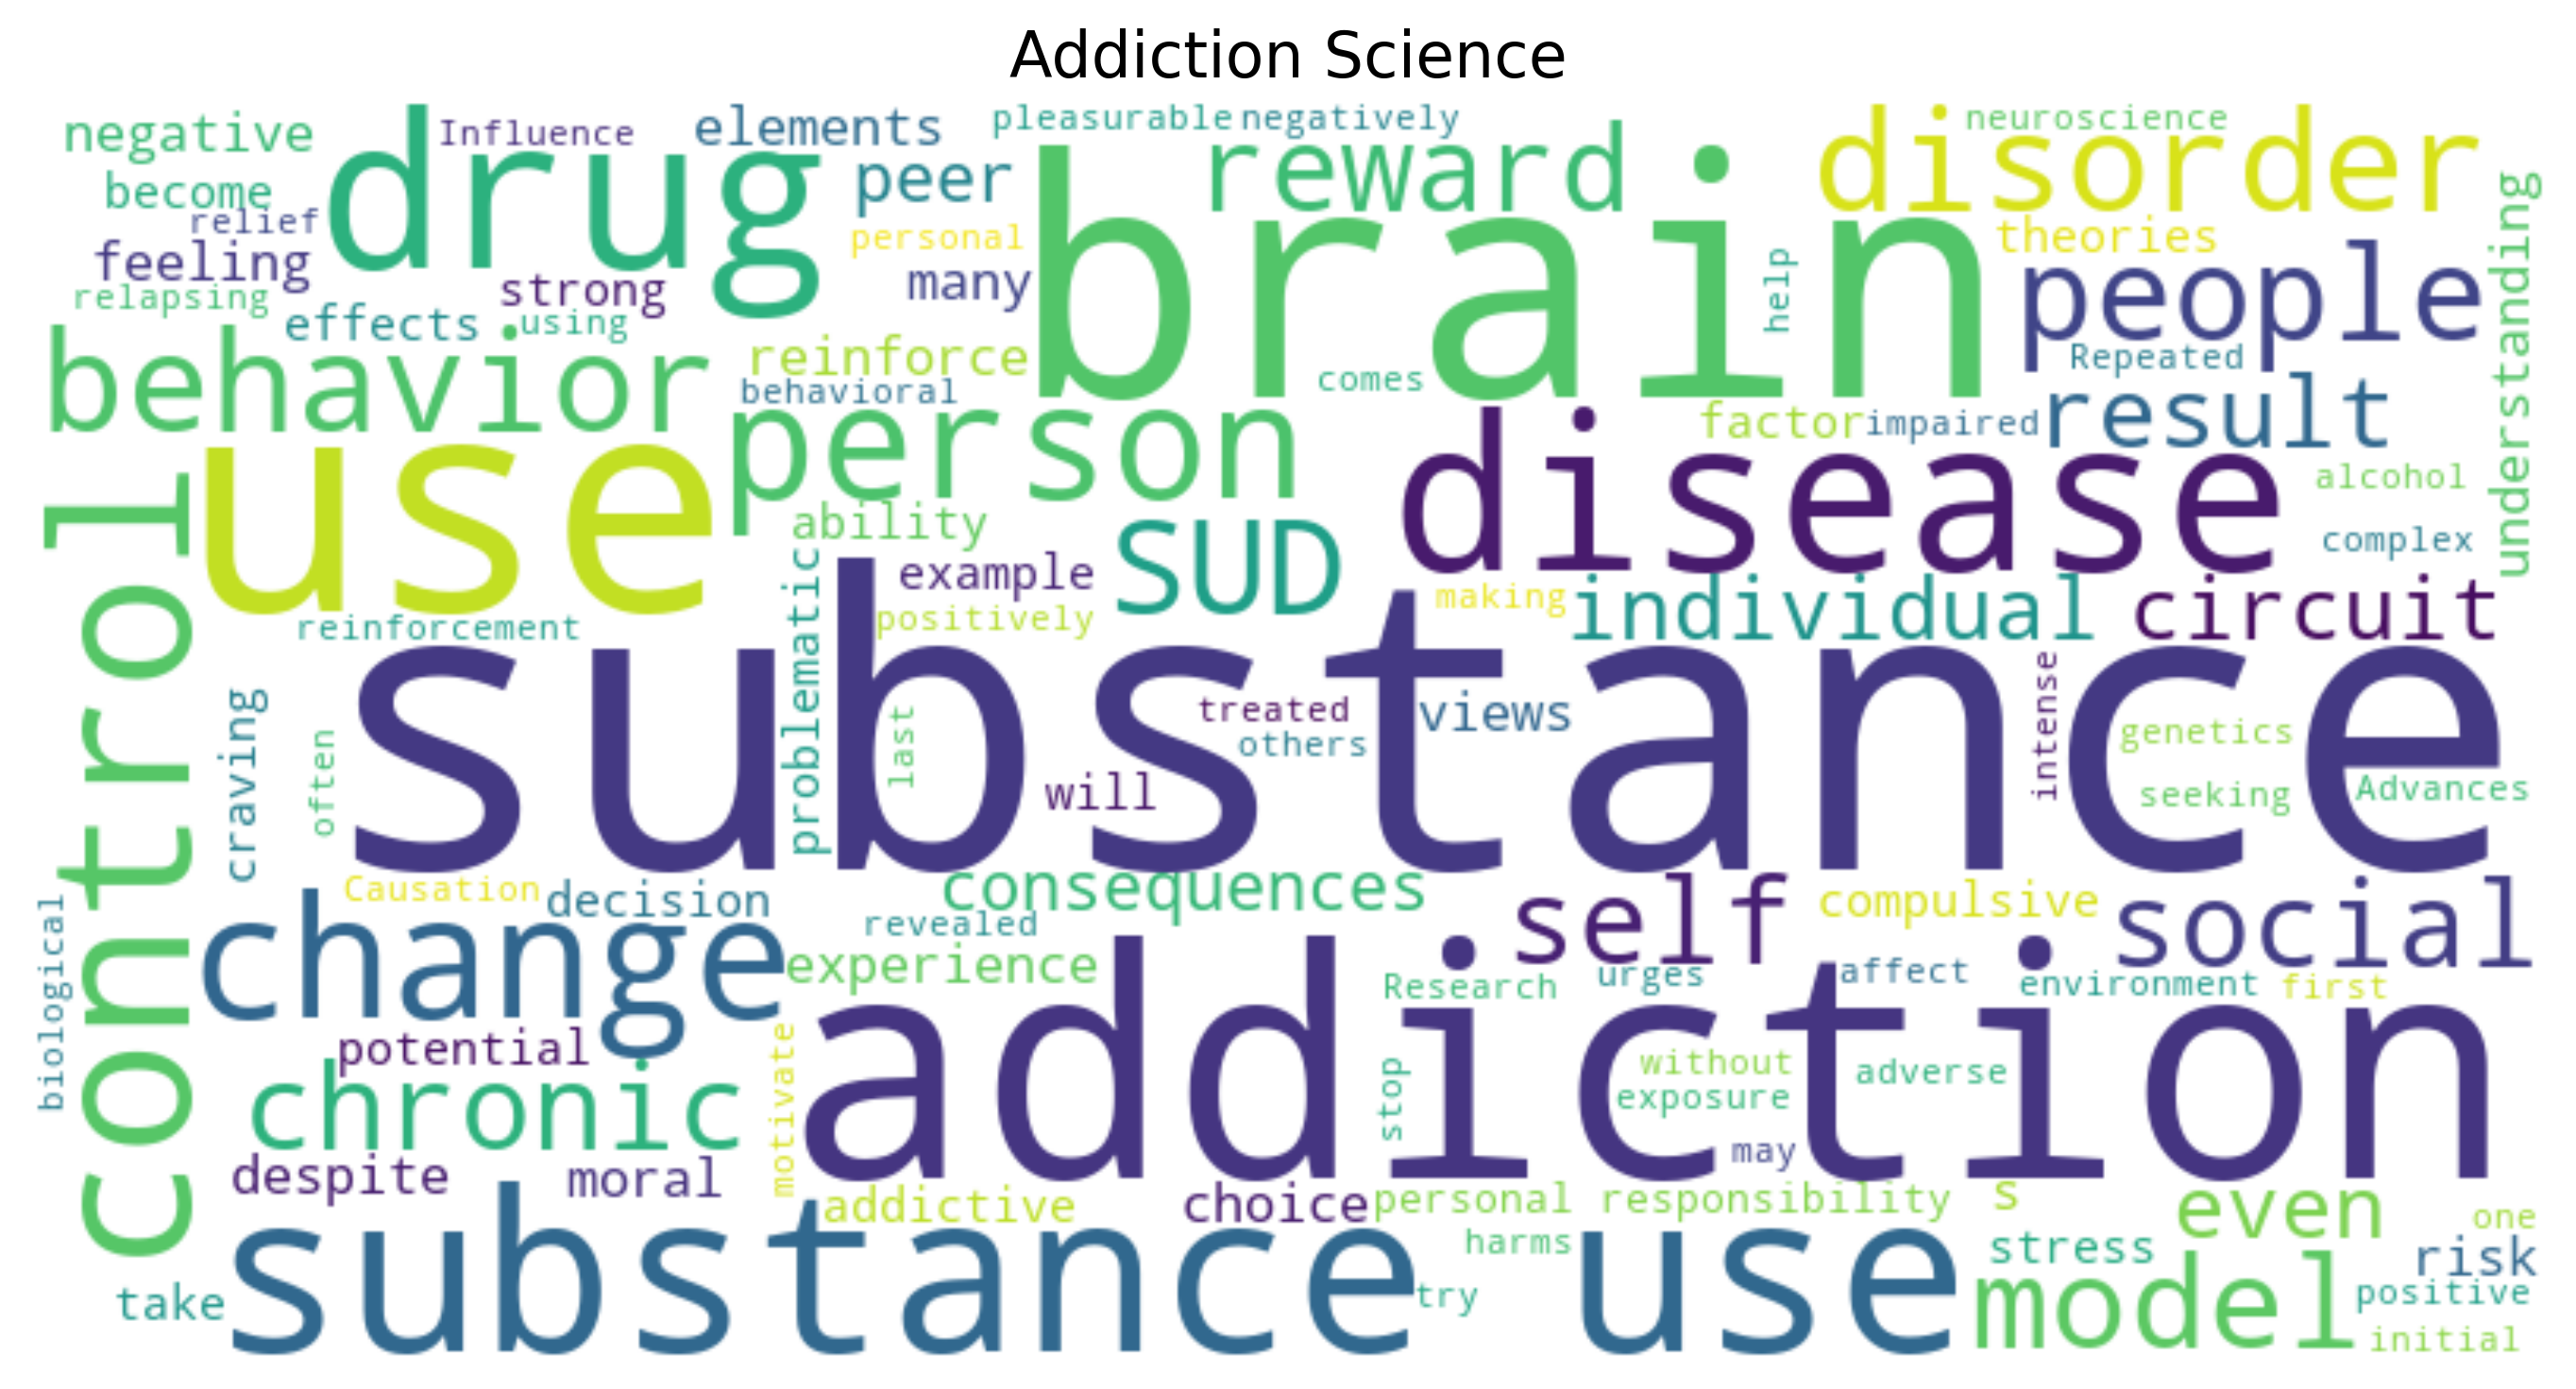 Addiction Science
negative
Influence
elements
pleasurable
negatively
neuroscience
drug
reward
disorder
become
peer
relief
personal
brain
theories
feeling
many
help
people
understanding
relapsing
strong
effects
using
behavior
reinforce
behavioral
comes
Repeated
person
factor
impaired
result
use
disease
alcohol
ability
SUD
complex
control
example
making
individual
circuit
reinforcement
problematic
positively
substance
craving
often
last
treated
others
views
will
intense
genetics
seeking
Advances
Causation
decision
consequences
self
compulsive
social
biological
change
revealed
experience
Research
urges
affect
environment
first
potential
addiction
motivate
chronic
stop
without
exposure
adverse
may
despite
moral
addictive
choice
personal responsibility
s
even
one
substance use
harms
stress
risk
take
try
model
positive
initial